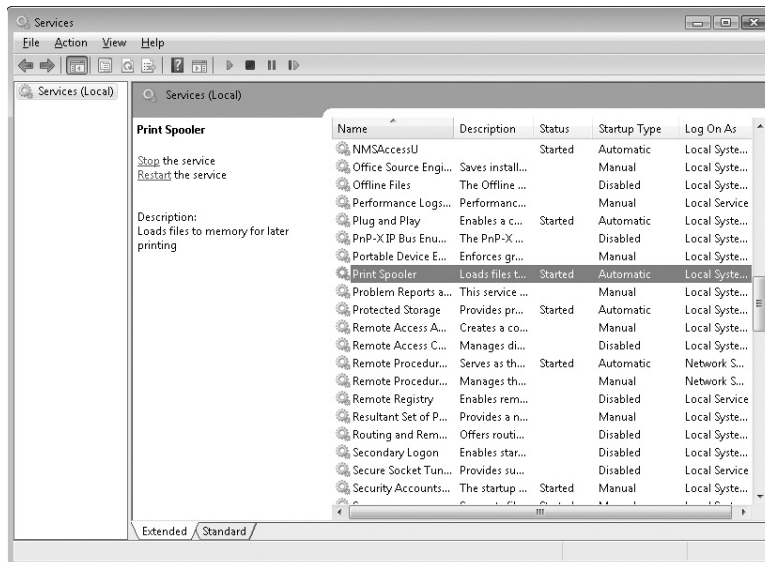 Services
File Action View Help
Services (Local)
Services (Local)
Print Spooler
Stop the service
Restart the service
Description:
Loads files to memory for later
printing
Name Description Status Startup Type Log On As
NMSAccessU Started Automatic Local Syste...
Office Source Engi... Saves install... Manual Local Syste...
Offline Files The Offline ... Disabled Local Syste...
Performance Logs... Performanc... Manual Local Service
Plug and Play Enables a c... Started Automatic Local Syste...
PnP-X IP Bus Enu... The PnP-X ... Disabled Local Syste...
Portable Device E... Enforces gr... Manual Local Syste...
Print Spooler Loads files t... Started Automatic Local Syste...
Problem Reports a... This service ... Manual Local Syste...
Protected Storage Provides pr... Started Automatic Local Syste...
Remote Access A... Creates a co... Manual Local Syste...
Remote Access C... Manages di... Disabled Local Syste...
Remote Procedur... Serves as th... Started Automatic Network S...
Remote Procedur... Manages th... Manual Network S...
Remote Registry Enables rem... Disabled Local Service
Resultant Set of P... Provides a n... Manual Local Syste...
Routing and Rem... Offers routi... Disabled Local Syste...
Secondary Logon Enables star... Disabled Local Syste...
Secure Socket Tun... Provides su... Disabled Local Service
Security Accounts... The startup ... Started Manual Local Syste...
Extended Standard